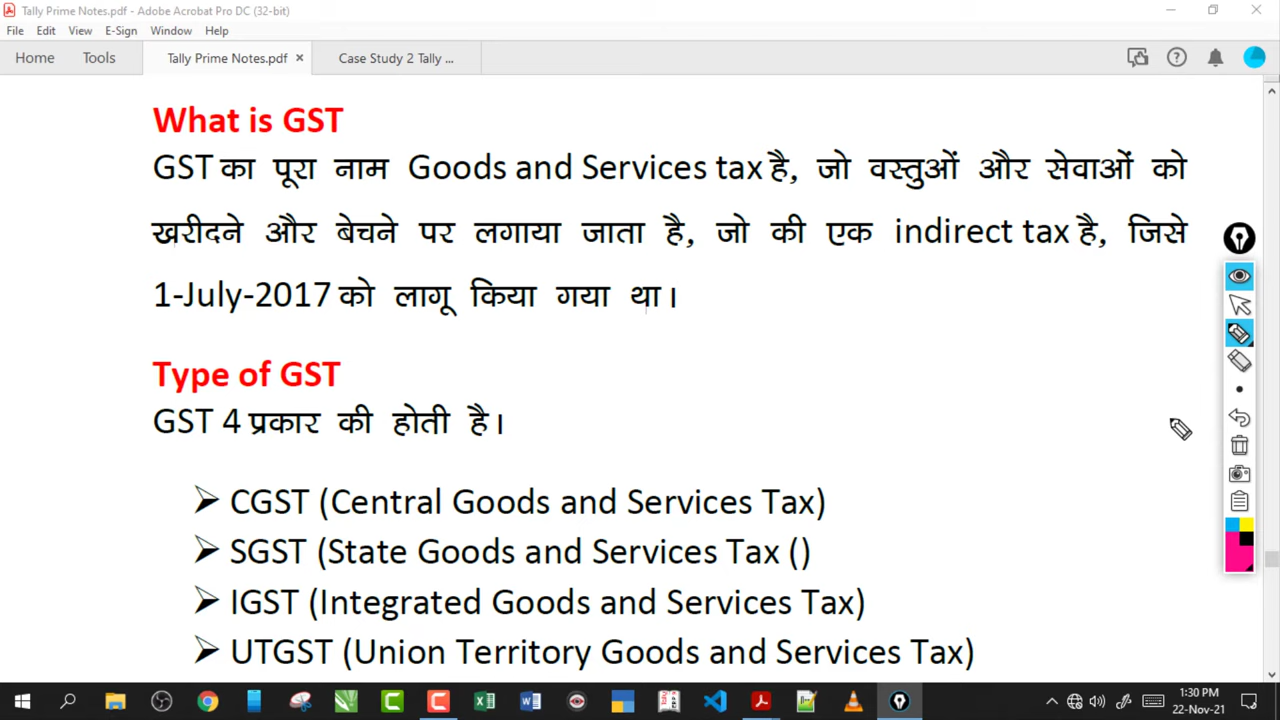 Tally Prime Notes.pdf - Adobe Acrobat Pro DC (32-bit)
File Edit View E-Sign Window Help
Home Tools Tally Prime Notes.pdf × Case Study 2 Tally ...
What is GST
GST का पूरा नाम Goods and Services tax है, जो वस्तुओं और सेवाओं को
खरीदने और बेचने पर लगाया जाता है, जो की एक indirect tax है, जिसे
1-July-2017 को लागू किया गया था।
Type of GST
GST 4 प्रकार की होती है।
➢ CGST (Central Goods and Services Tax)
➢ SGST (State Goods and Services Tax ()
➢ IGST (Integrated Goods and Services Tax)
➢ UTGST (Union Territory Goods and Services Tax)
1:30 PM
22-Nov-21